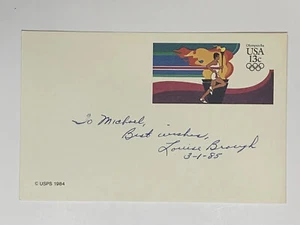 Olympics 84
USA
13c
To Michael,
Best wishes,
Louise Brough
3-1-85
© USPS 1984